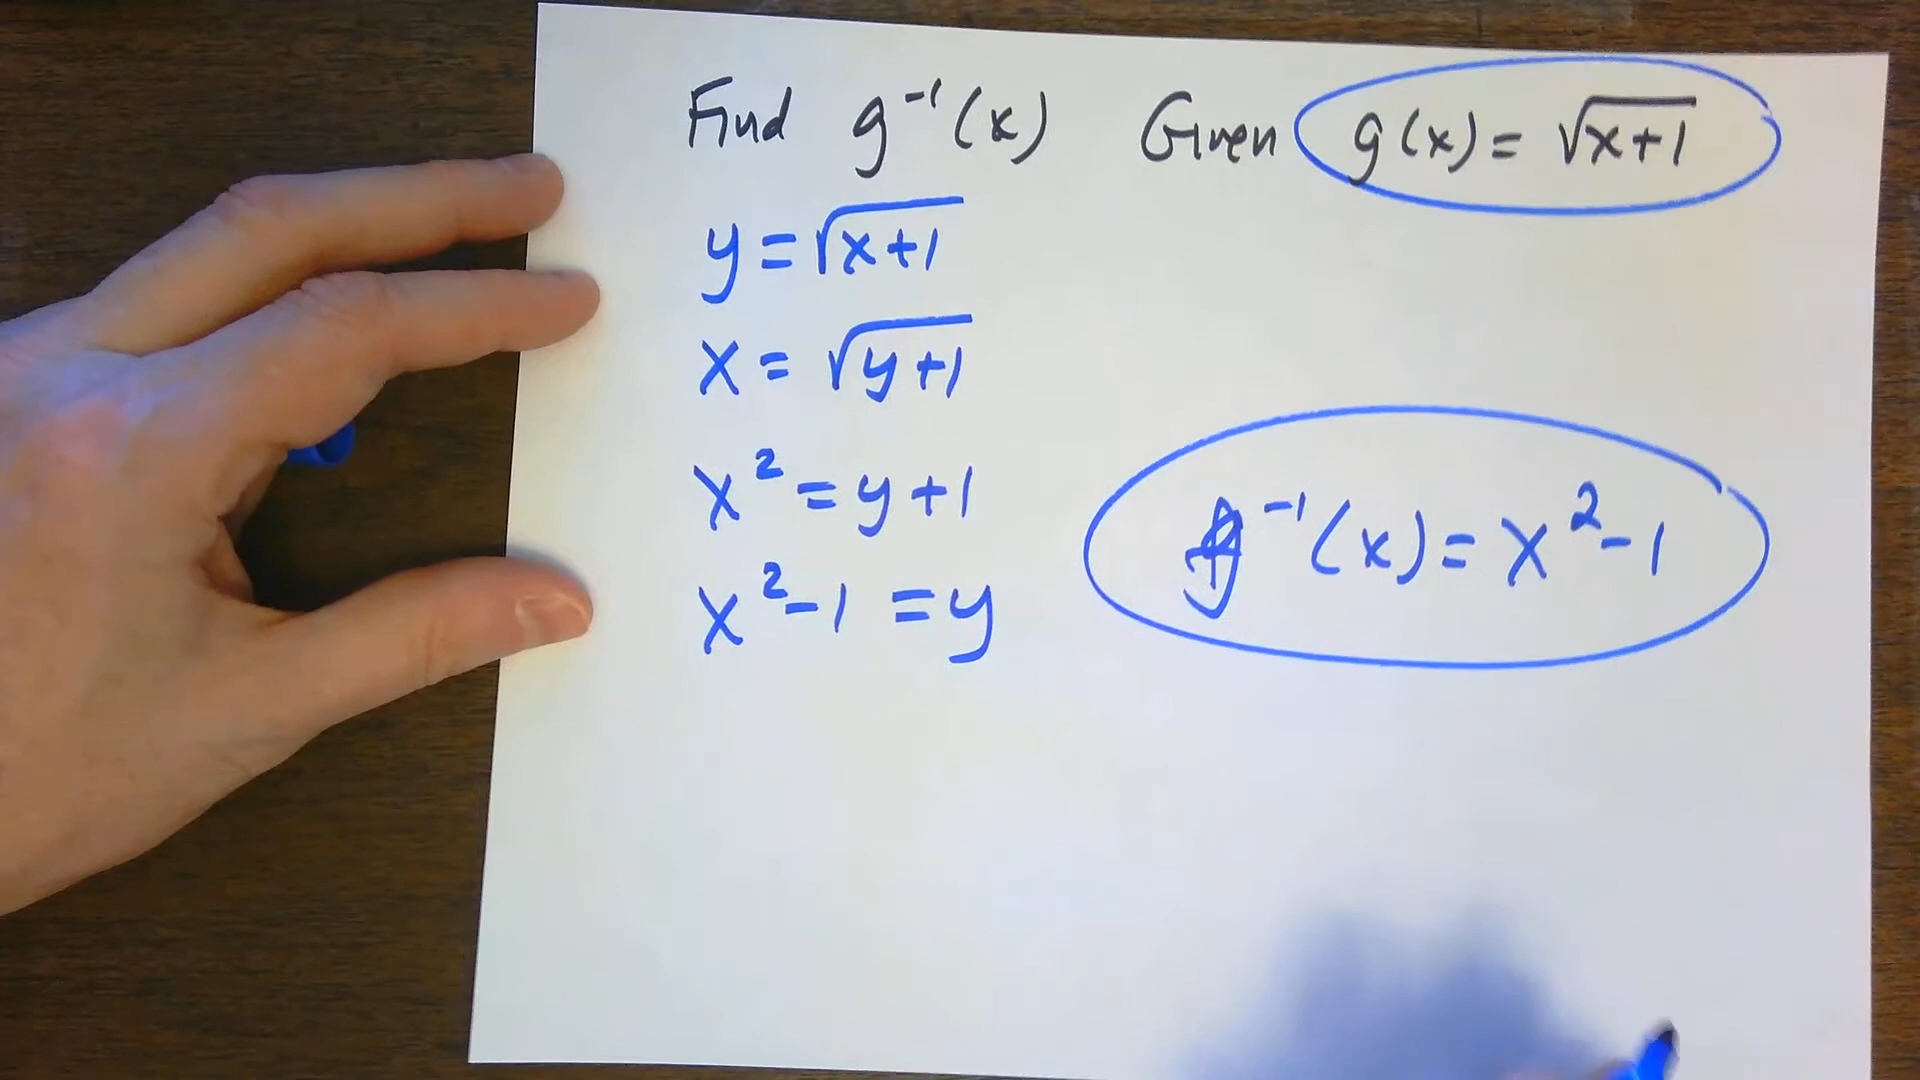 Find g⁻¹(x) Given g(x) = √(x+1)
y = √(x+1)
x = √(y+1)
x² = y+1
x²-1 = y
g⁻¹(x) = x²-1